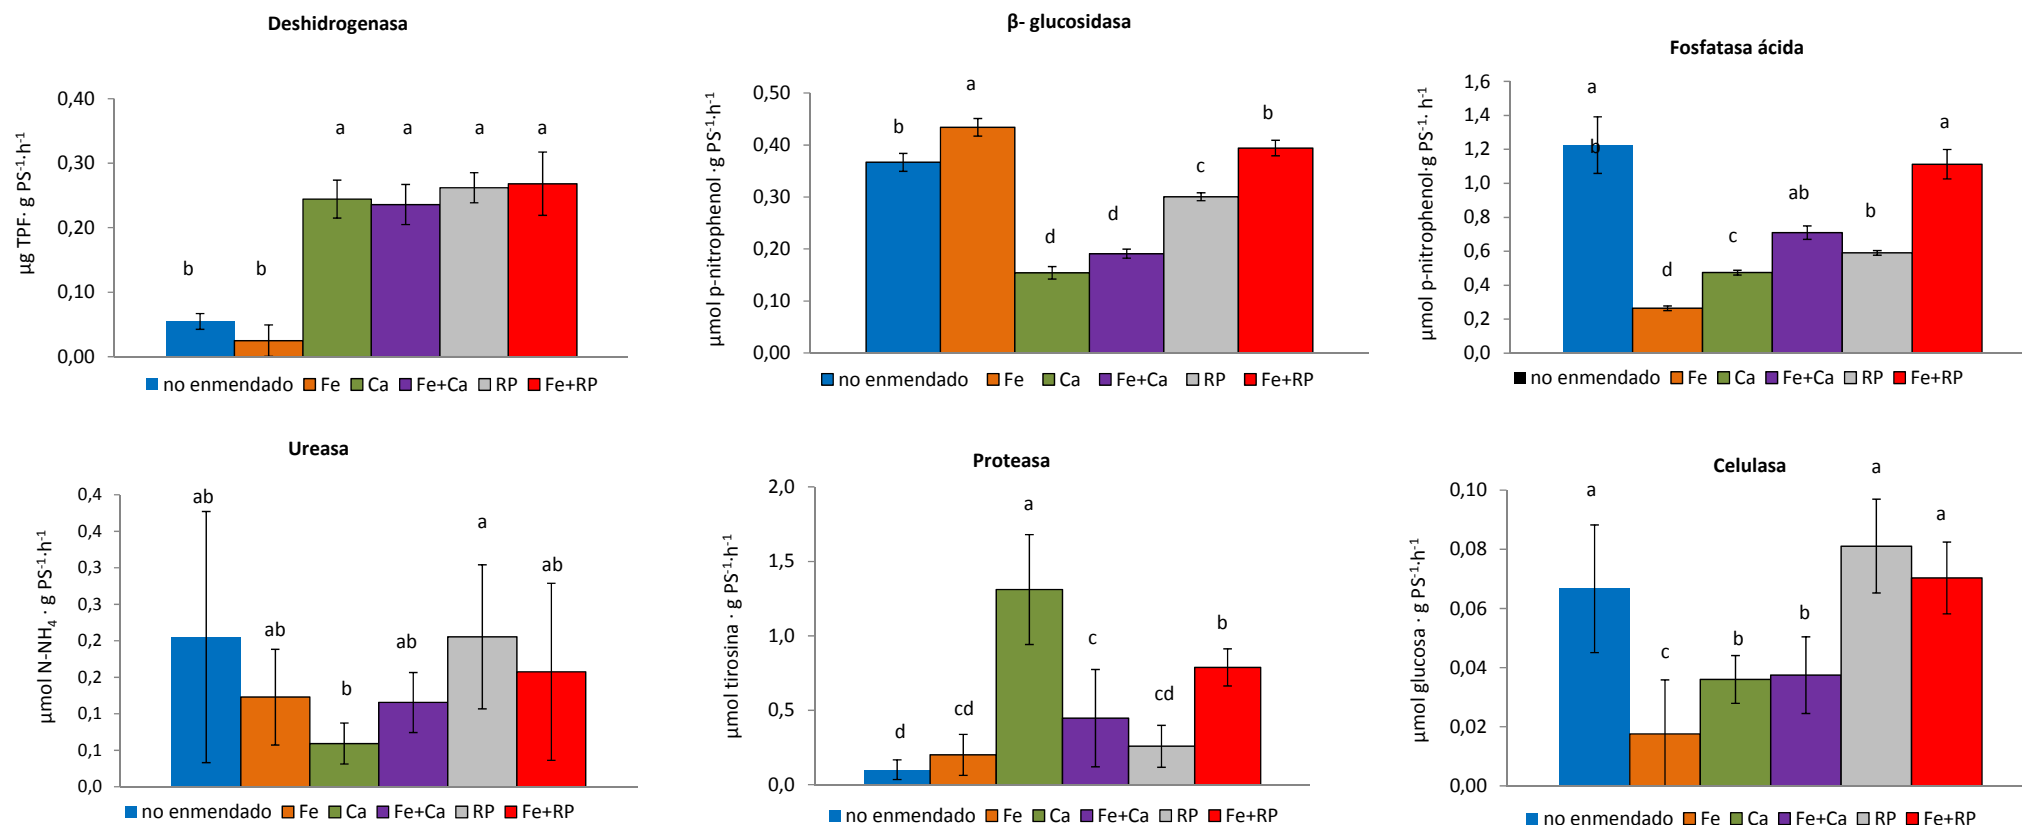 Deshidrogenasa
µg TPF· g PS-1·h-1
0,40
0,30
0,20
0,10
0,00
b
b
a
a
a
a
no enmendado Fe Ca Fe+Ca RP Fe+RP
β- glucosidasa
µmol p-nitrophenol ·g PS-1·h-1
0,50
0,40
0,30
0,20
0,10
0,00
b
a
d
d
c
b
no enmendado Fe Ca Fe+Ca RP Fe+RP
Fosfatasa ácida
µmol p-nitrophenol·g PS-1· h-1
1,6
1,4
1,2
1,0
0,8
0,6
0,4
0,2
0,0
a
b
d
c
ab
b
a
no enmendado Fe Ca Fe+Ca RP Fe+RP
Ureasa
µmol N-NH4 · g PS-1·h-1
0,4
0,4
0,3
0,3
0,2
0,2
0,1
0,1
0,0
ab
ab
b
ab
a
ab
no enmendado Fe Ca Fe+Ca RP Fe+RP
Proteasa
µmol tirosina · g PS-1·h-1
2,0
1,5
1,0
0,5
0,0
d
cd
a
c
cd
b
no enmendado Fe Ca Fe+Ca RP Fe+RP
Celulasa
µmol glucosa · g PS-1·h-1
0,10
0,08
0,06
0,04
0,02
0,00
a
c
b
b
a
a
no enmendado Fe Ca Fe+Ca RP Fe+RP